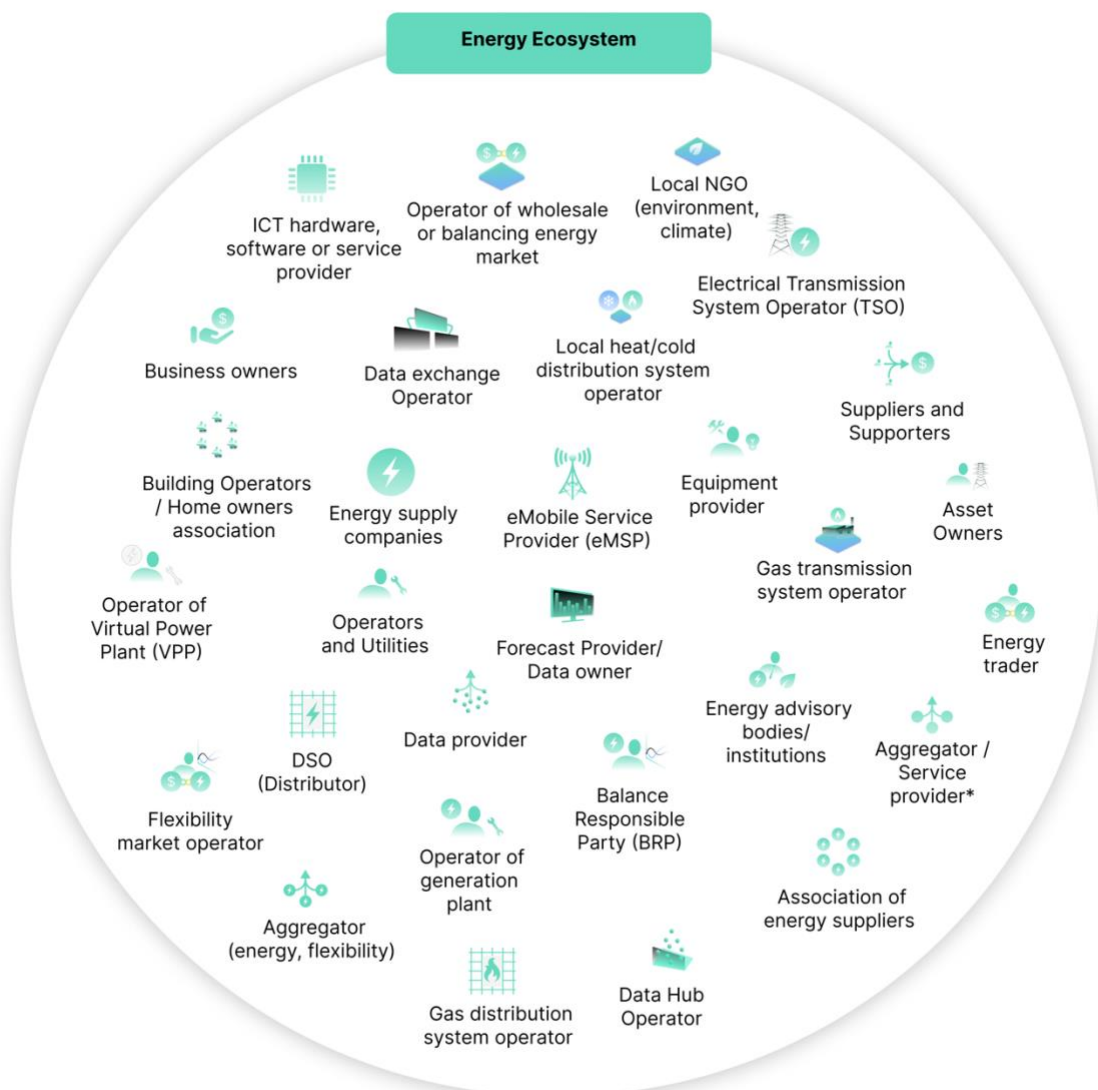 Energy Ecosystem
ICT hardware,
software or service
provider
Operator of wholesale
or balancing energy
market
Local NGO
(environment,
climate)
Electrical Transmission
System Operator (TSO)
Business owners
Data exchange
Operator
Local heat/cold
distribution system
operator
Suppliers and
Supporters
Building Operators
/ Home owners
association
Energy supply
companies
eMobile Service
Provider (eMSP)
Equipment
provider
Asset
Owners
Gas transmission
system operator
Operator of
Virtual Power
Plant (VPP)
Operators
and Utilities
Forecast Provider/
Data owner
Energy
trader
DSO
(Distributor)
Data provider
Energy advisory
bodies/
institutions
Aggregator /
Service
provider*
Flexibility
market operator
Balance
Responsible
Party (BRP)
Operator of
generation
plant
Association of
energy suppliers
Aggregator
(energy, flexibility)
Gas distribution
system operator
Data Hub
Operator